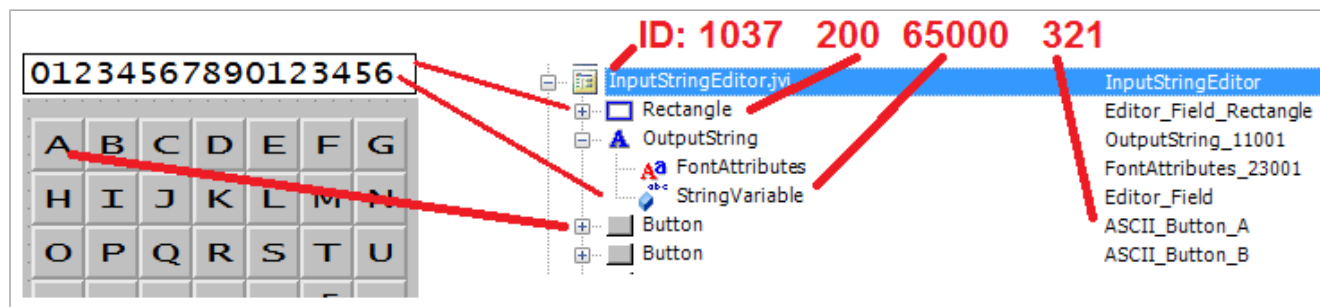 ID: 1037 200 65000 321
01234567890123456
InputStringEditor.jvi InputStringEditor
Rectangle Editor_Field_Rectangle
A B C D E F G
OutputString OutputString_11001
FontAttributes FontAttributes_23001
H I J K L M N
StringVariable Editor_Field
Button ASCII_Button_A
O P Q R S T U
Button ASCII_Button_B